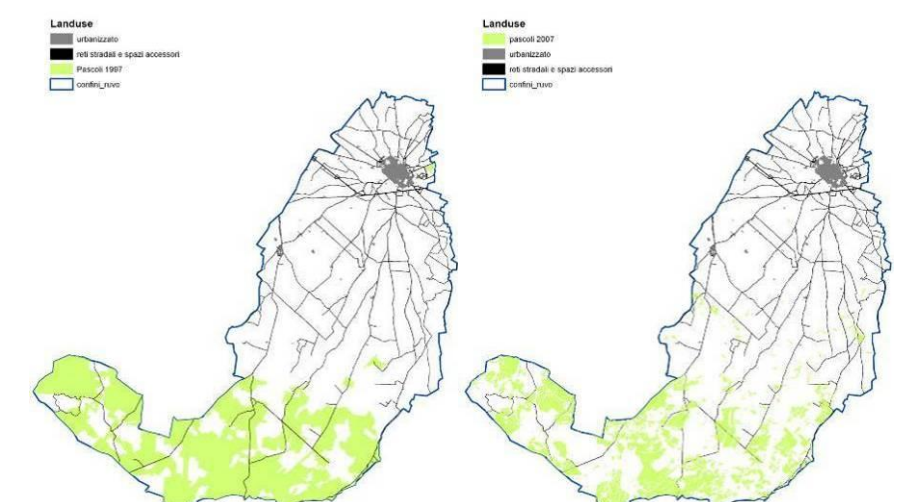 Landuse
urbanizzato
reti stradali e spazi accessori
Pascoli 1997
confini_ruvo
Landuse
pascoli 2007
urbanizzato
reti stradali e spazi accessori
confini_ruvo